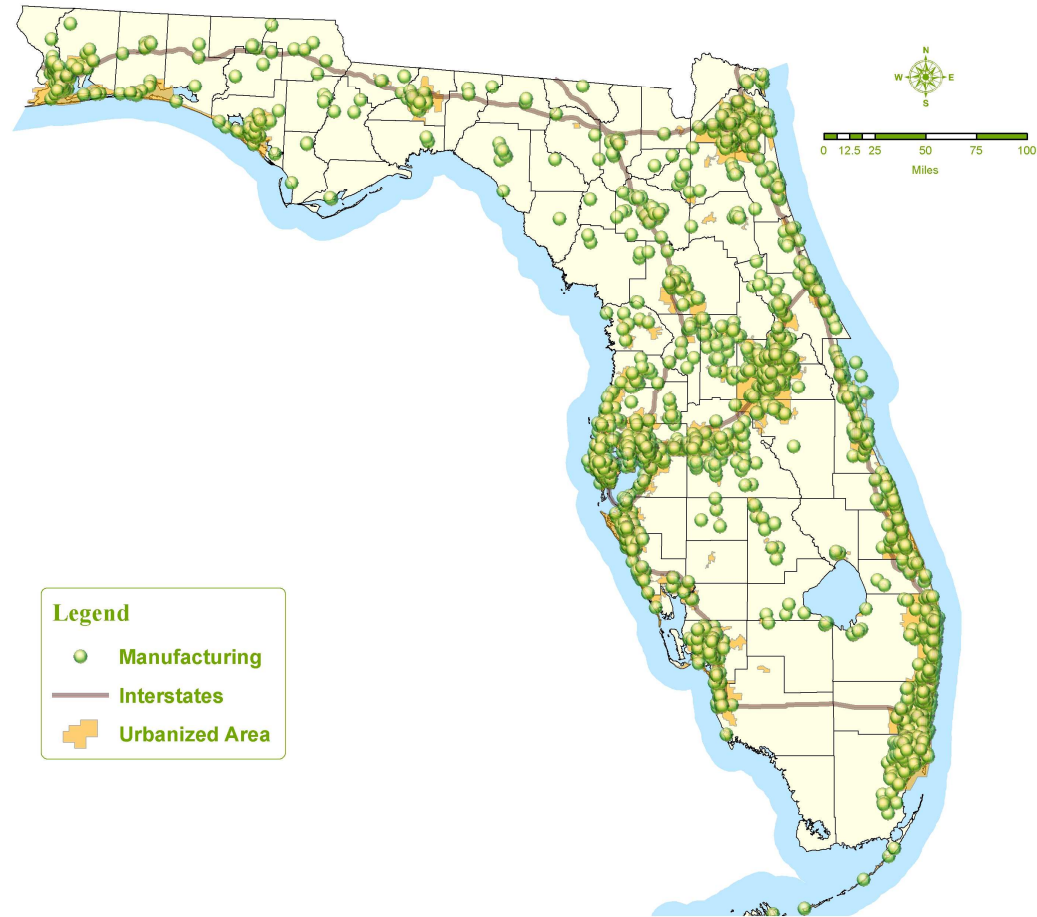 N
W E
S
0 12.5 25 50 75 100
Miles
Legend
Manufacturing
Interstates
Urbanized Area